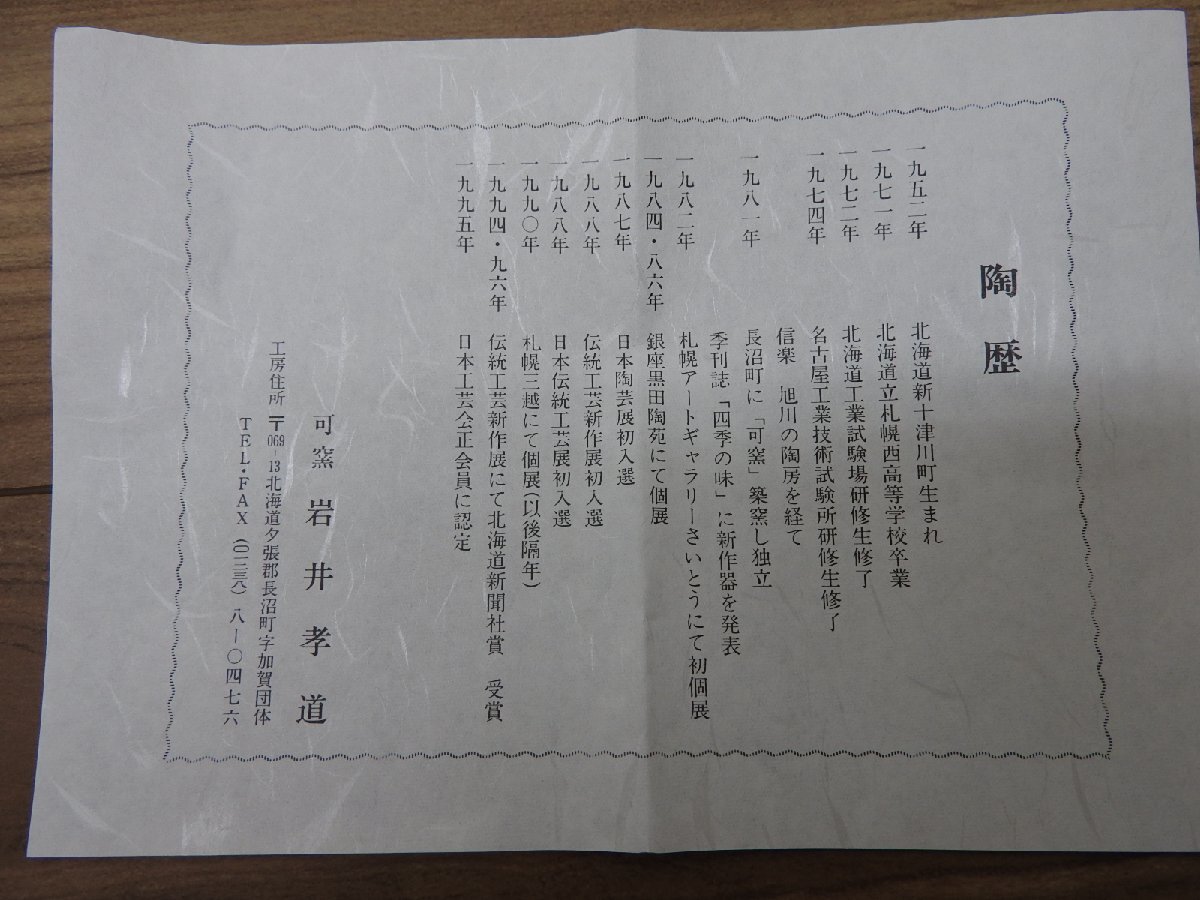 陶歴
一九五二年 北海道新十津川町生まれ
一九七一年 北海道立札幌西高等学校卒業
一九七二年 北海道工業試験場研修生修了
一九七四年 名古屋工業技術試験所研修生修了
信楽 旭川の陶房を経て
一九八一年 長沼町に「可窯」築窯し独立
季刊誌「四季の味」に新作器を発表
一九八二年 札幌アートギャラリーさいとうにて初個展
一九八四・八六年 銀座黒田陶苑にて個展
一九八七年 日本陶芸展初入選
一九八八年 伝統工芸新作展初入選
一九八八年 日本伝統工芸展初入選
一九九〇年 札幌三越にて個展(以後隔年)
一九九四・九六年 伝統工芸新作展にて北海道新聞社賞 受賞
一九九五年 日本工芸会正会員に認定
可窯 岩井孝道
工房住所 〒069-13北海道夕張郡長沼町字加賀団体
TEL・FAX (〇一二三八)八ー〇四七六